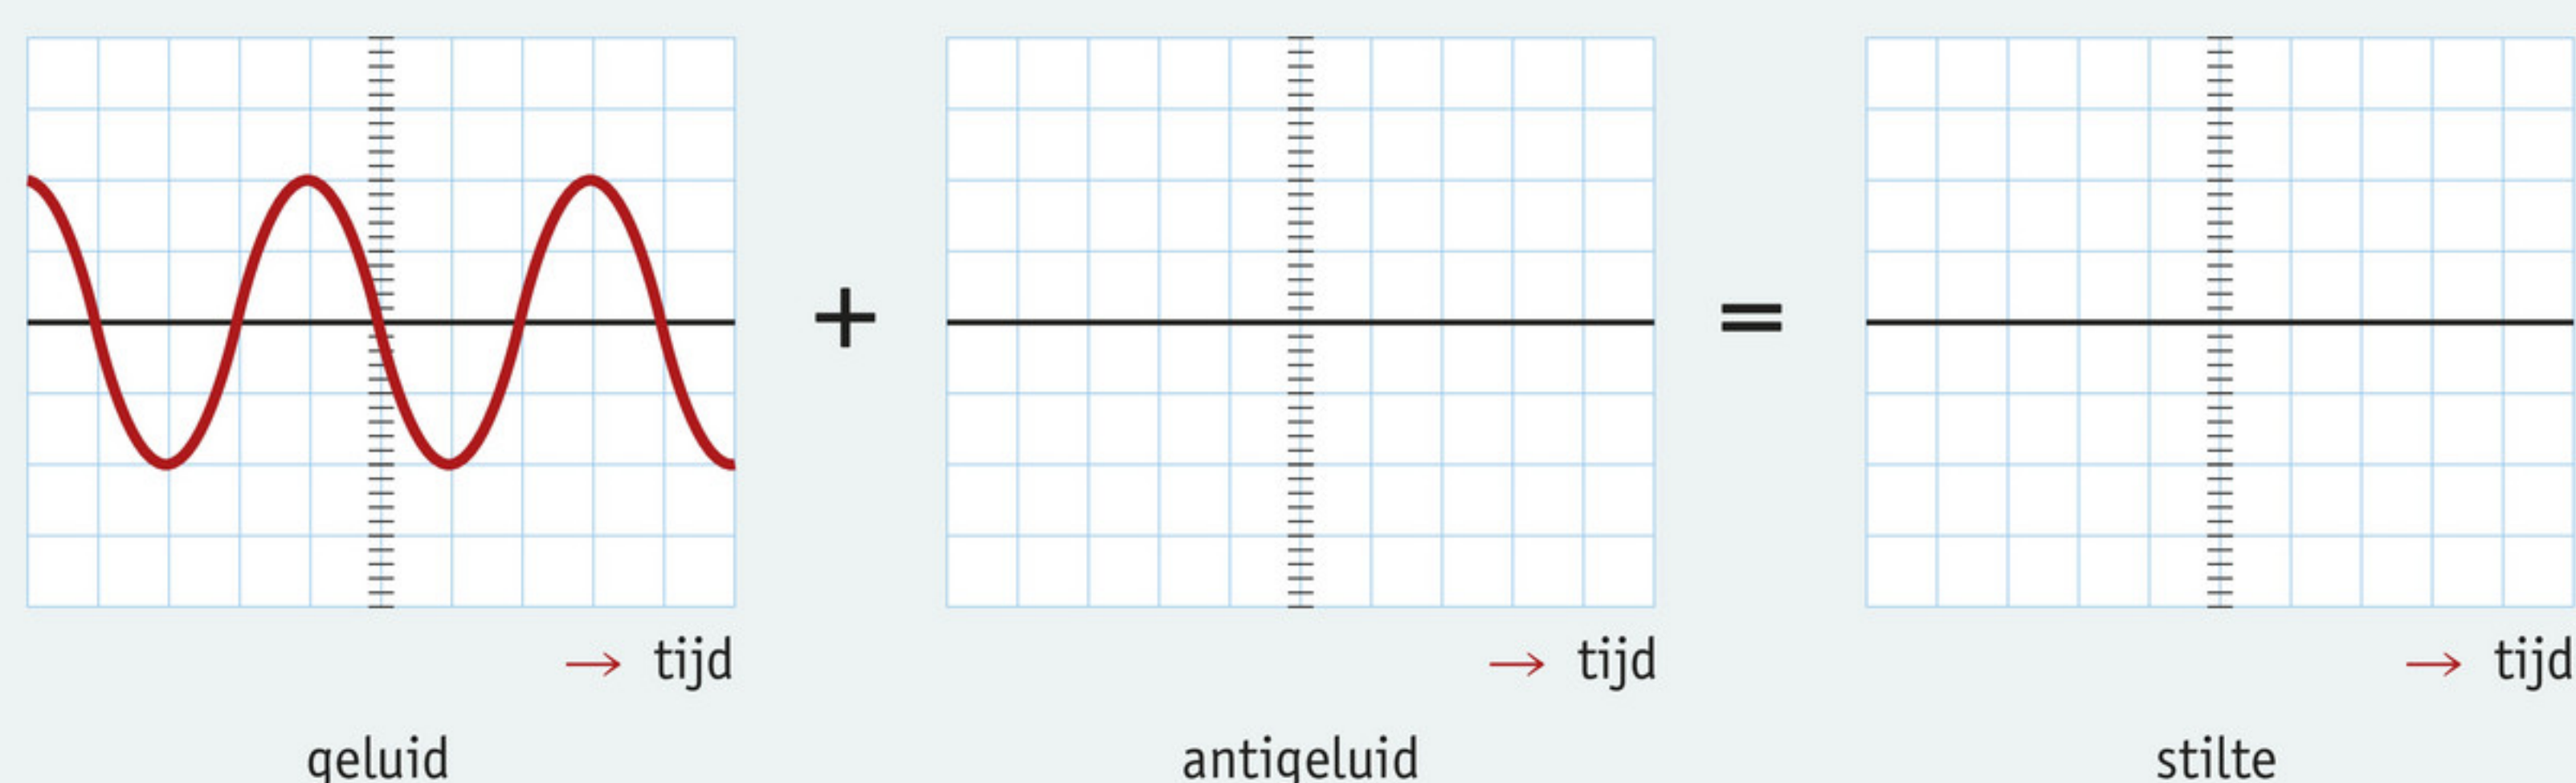 + =
→ tijd → tijd → tijd
geluid antigeluid stilte